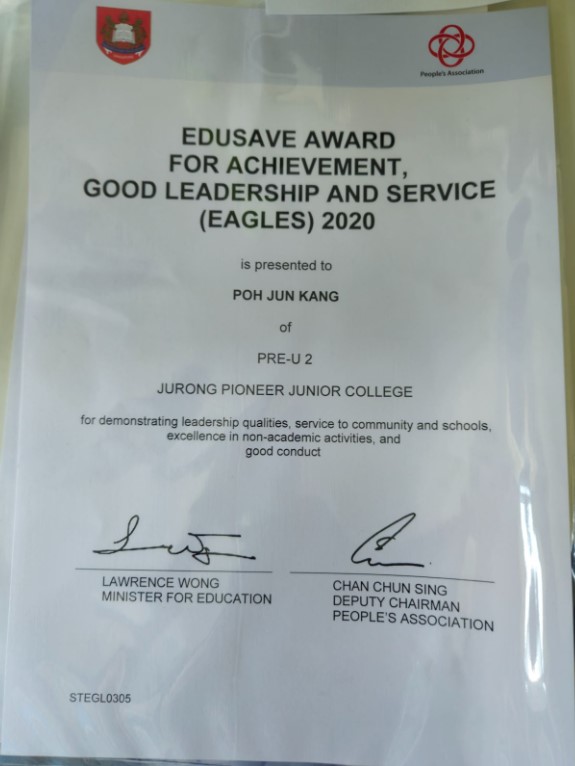 People's Association
EDUSAVE AWARD
FOR ACHIEVEMENT,
GOOD LEADERSHIP AND SERVICE
(EAGLES) 2020
is presented to
POH JUN KANG
of
PRE-U 2
JURONG PIONEER JUNIOR COLLEGE
for demonstrating leadership qualities, service to community and schools,
excellence in non-academic activities, and
good conduct
LAWRENCE WONG
MINISTER FOR EDUCATION
CHAN CHUN SING
DEPUTY CHAIRMAN
PEOPLE'S ASSOCIATION
STEGL0305